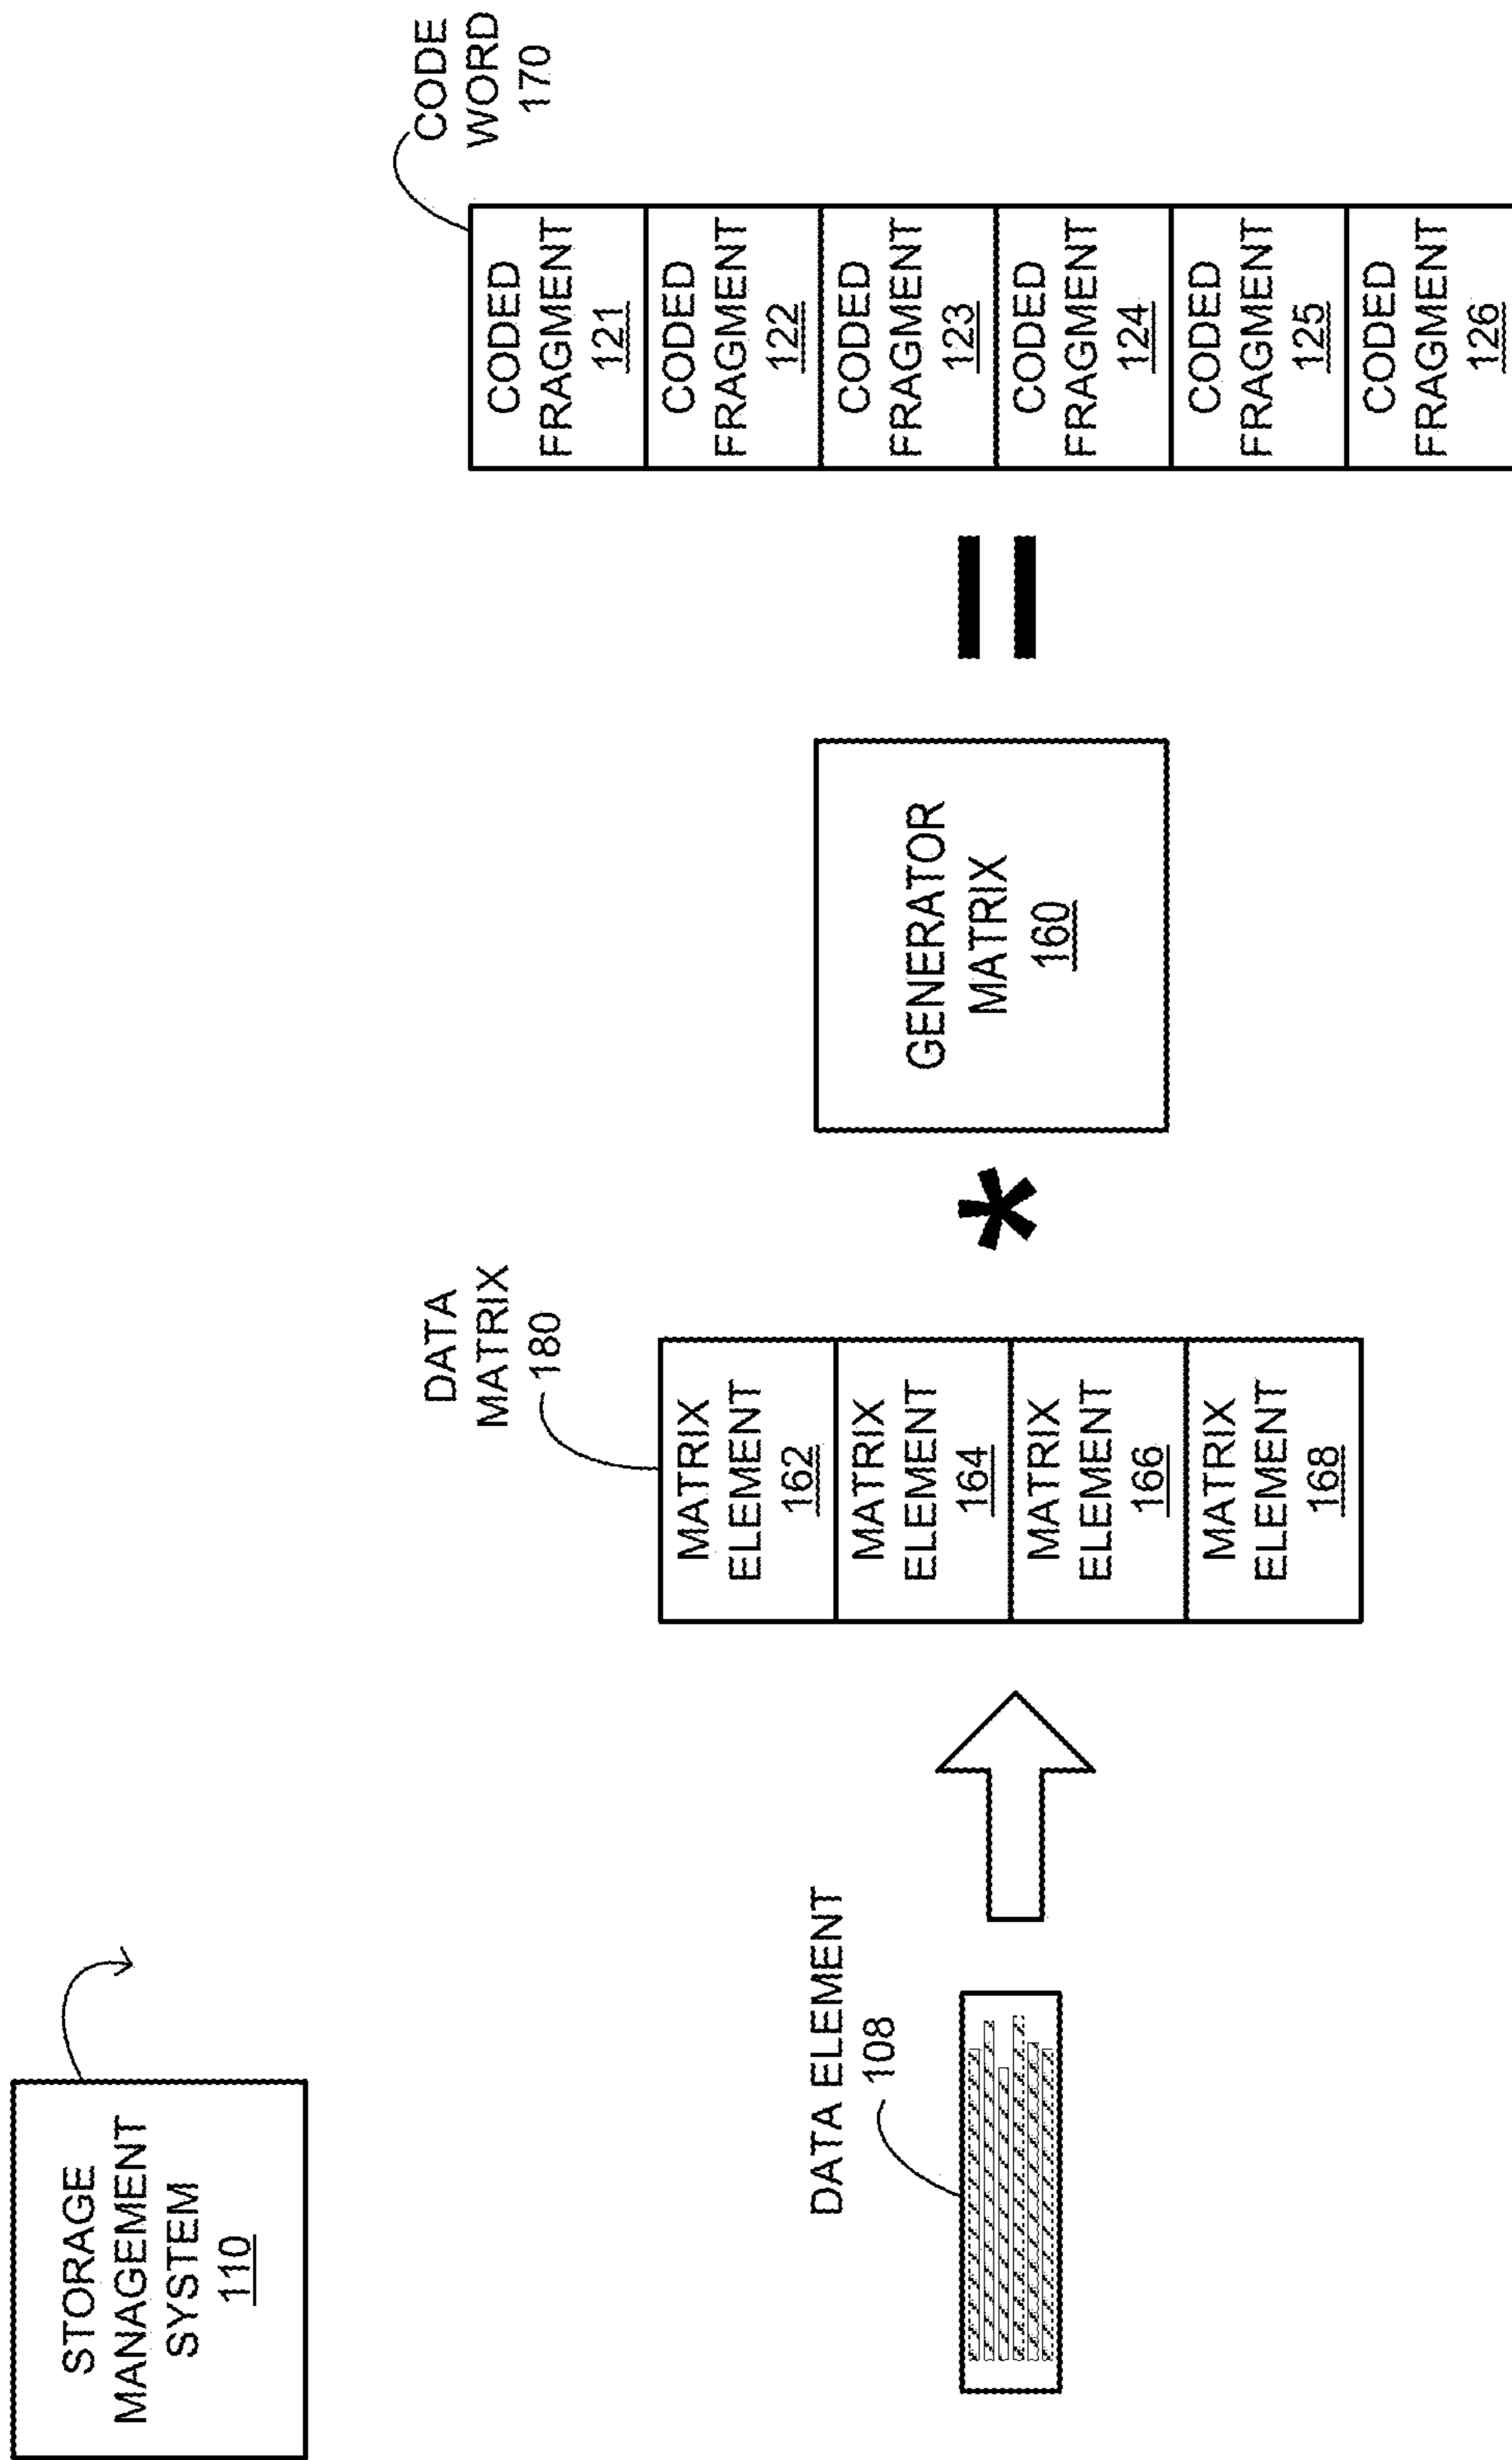 STORAGE
MANAGEMENT
SYSTEM
110
DATA ELEMENT
108
DATA
MATRIX
180
MATRIX
ELEMENT
162
MATRIX
ELEMENT
164
MATRIX
ELEMENT
166
MATRIX
ELEMENT
168
*
GENERATOR
MATRIX
160
=
CODE
WORD
170
CODED
FRAGMENT
121
CODED
FRAGMENT
122
CODED
FRAGMENT
123
CODED
FRAGMENT
124
CODED
FRAGMENT
125
CODED
FRAGMENT
126